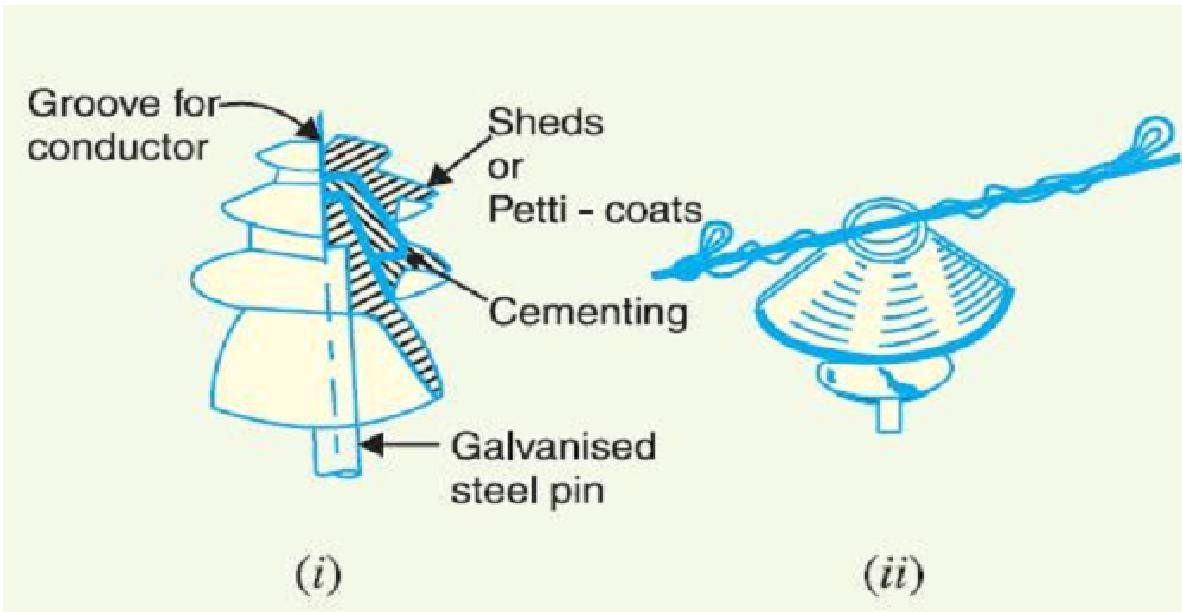 Groove for
conductor
Sheds
or
Petti - coats
Cementing
Galvanised
steel pin
(i)
(ii)